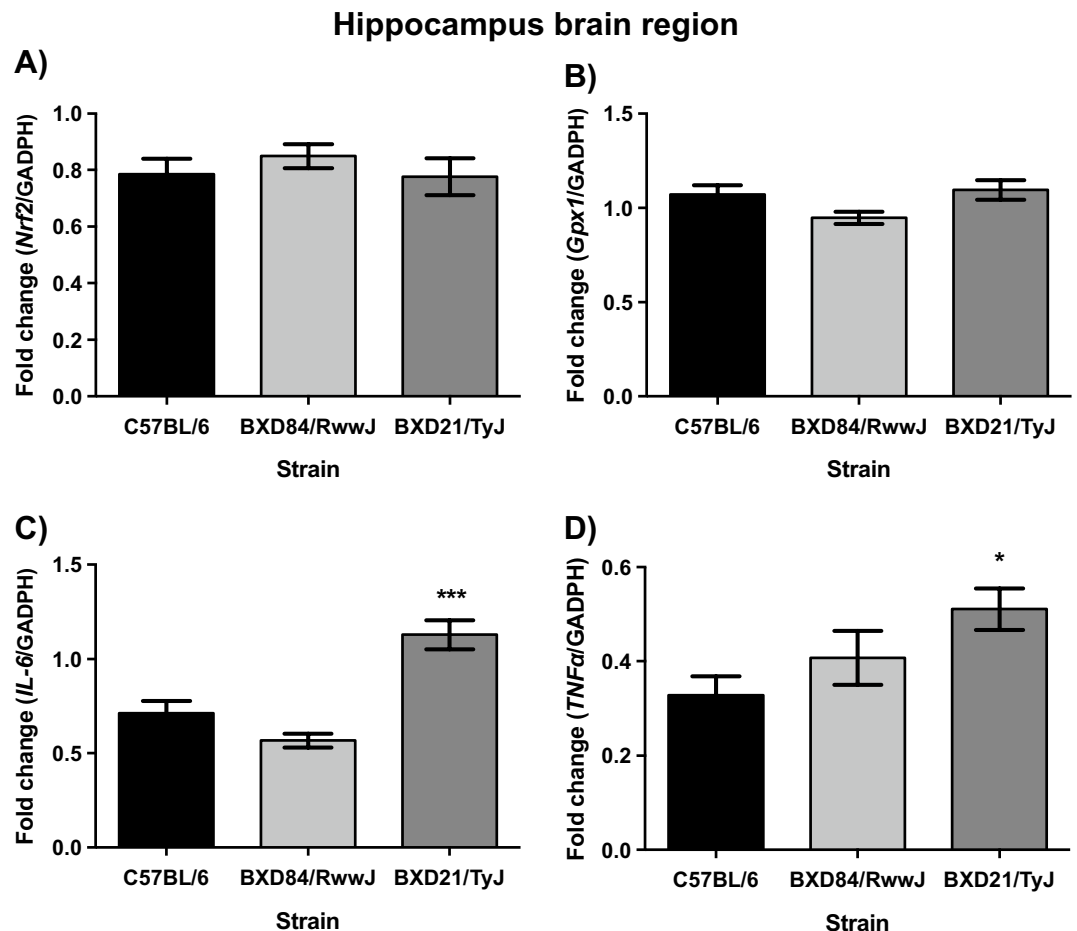 Hippocampus brain region
A)
Fold change (Nrf2/GADPH)
1.0
0.8
0.6
0.4
0.2
0.0
C57BL/6 BXD84/RwwJ BXD21/TyJ
Strain
B)
Fold change (Gpx1/GADPH)
1.5
1.0
0.5
0.0
C57BL/6 BXD84/RwwJ BXD21/TyJ
Strain
C)
Fold change (IL-6/GADPH)
1.5
1.0
0.5
0.0
***
C57BL/6 BXD84/RwwJ BXD21/TyJ
Strain
D)
Fold change (TNFα/GADPH)
0.6
0.4
0.2
0.0
*
C57BL/6 BXD84/RwwJ BXD21/TyJ
Strain